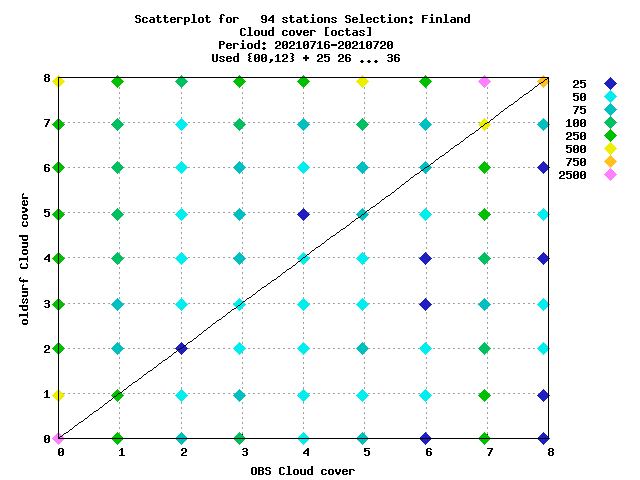 Scatterplot for   94 stations Selection: Finland
Cloud cover [octas]
Period: 20210716-20210720
Used {00,12} + 25 26 ... 36
8
7
6
5
4
3
2
1
0
oldsurf Cloud cover
0 1 2 3 4 5 6 7 8
OBS Cloud cover
25
50
75
100
250
500
750
2500